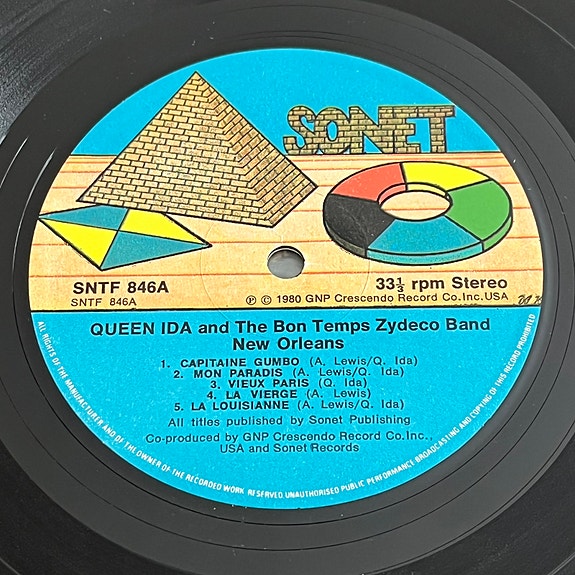 SONET
SNTF 846A
SNTF 846A
33⅓ rpm Stereo
℗ © 1980 GNP Crescendo Record Co. Inc. USA
QUEEN IDA and The Bon Temps Zydeco Band
New Orleans
1. CAPITAINE GUMBO (A. Lewis/Q. Ida)
2. MON PARADIS (A. Lewis/Q. Ida)
3. VIEUX PARIS (Q. Ida)
4. LA VIERGE (A. Lewis)
5. LA LOUISIANNE (A. Lewis/Q. Ida)
All titles published by Sonet Publishing
Co-produced by GNP Crescendo Record Co. Inc.,
USA and Sonet Records
ALL RIGHTS OF THE MANUFACTURER AND OF THE OWNER OF THE RECORDED WORK RESERVED. UNAUTHORISED PUBLIC PERFORMANCE BROADCASTING AND COPYING OF THIS RECORD PROHIBITED